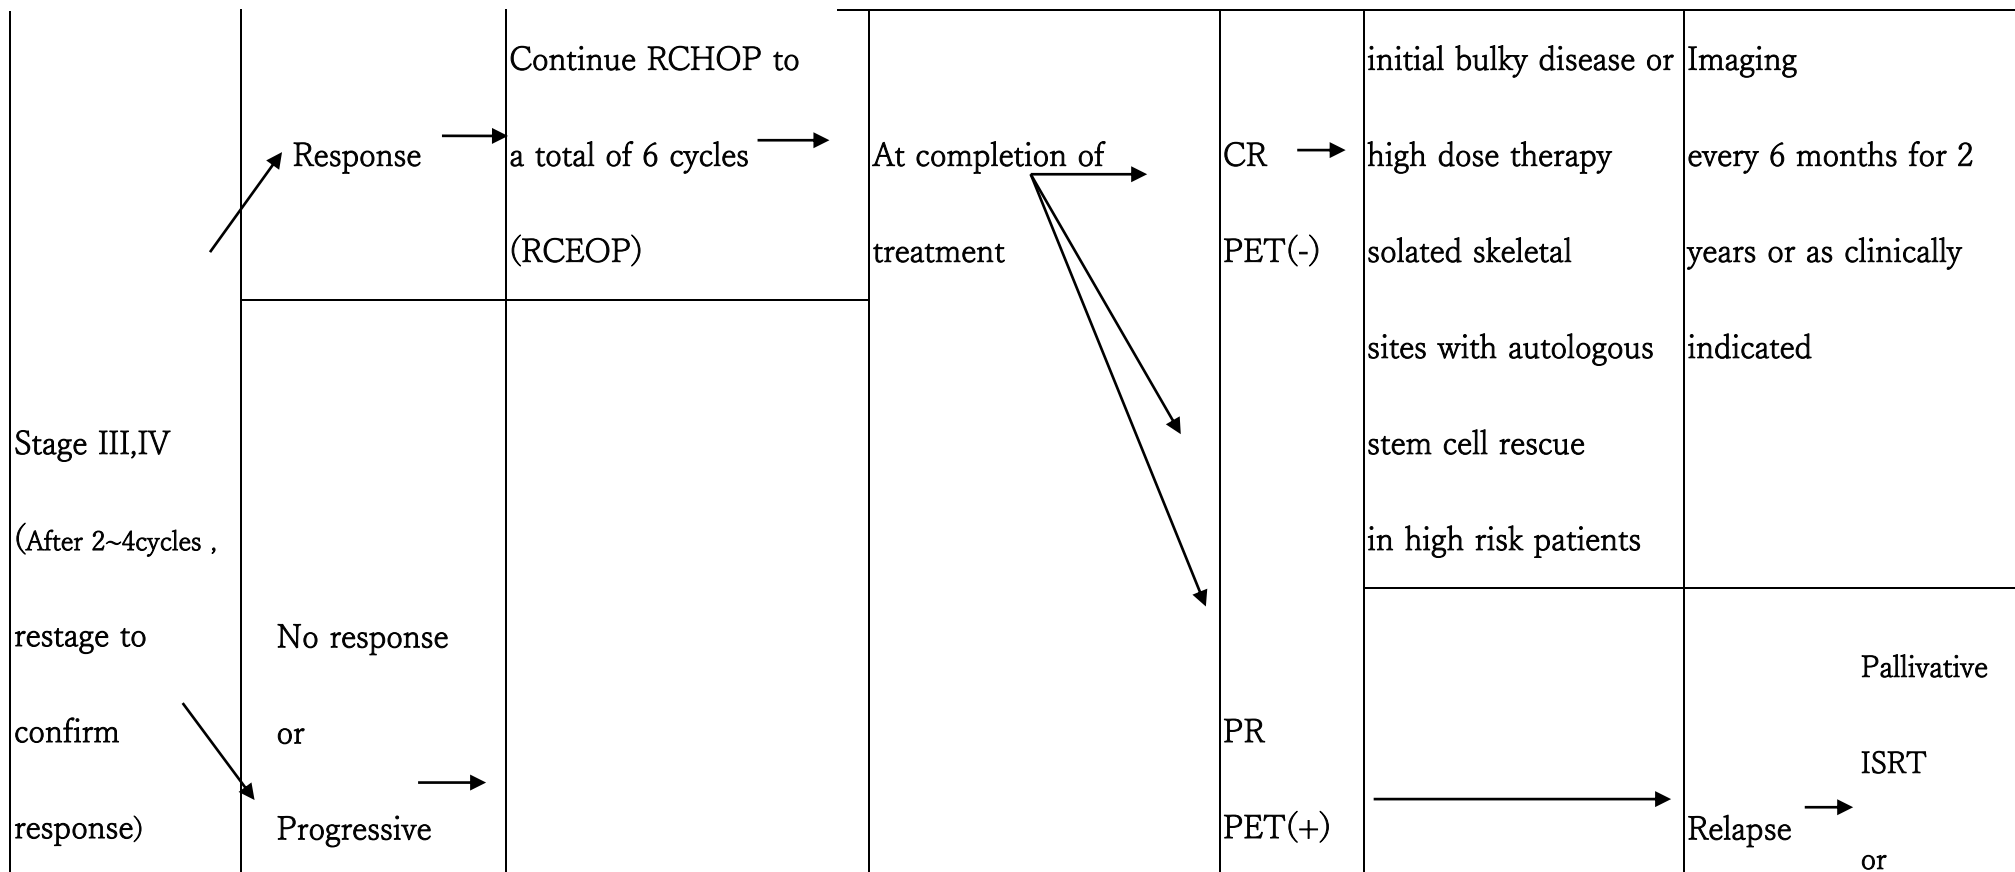 Stage III,IV
(After 2~4cycles ,
restage to
confirm
response)
Response
No response
or
Progressive
Continue RCHOP to
a total of 6 cycles
(RCEOP)
At completion of
treatment
CR
PET(-)
PR
PET(+)
initial bulky disease or
high dose therapy
solated skeletal
sites with autologous
stem cell rescue
in high risk patients
Imaging
every 6 months for 2
years or as clinically
indicated
Relapse
Pallivative
ISRT
or